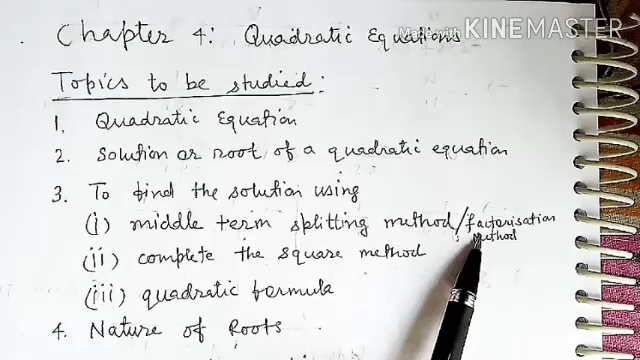 Chapter 4: Quadratic Equations
Made with KINEMASTER
Topics to be studied:
1. Quadratic Equation
2. Solution or root of a quadratic equation
3. To find the solution using
(i) middle term splitting method/factorisation method
(ii) complete the square method
(iii) quadratic formula
4. Nature of Roots